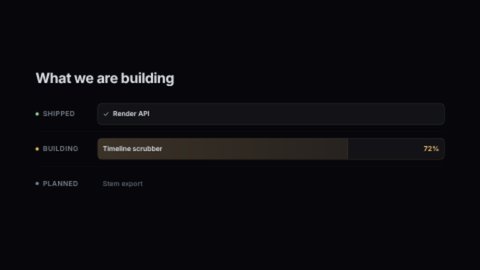 What we are building
SHIPPED
✓ Render API
BUILDING
Timeline scrubber
72%
PLANNED
Stem export